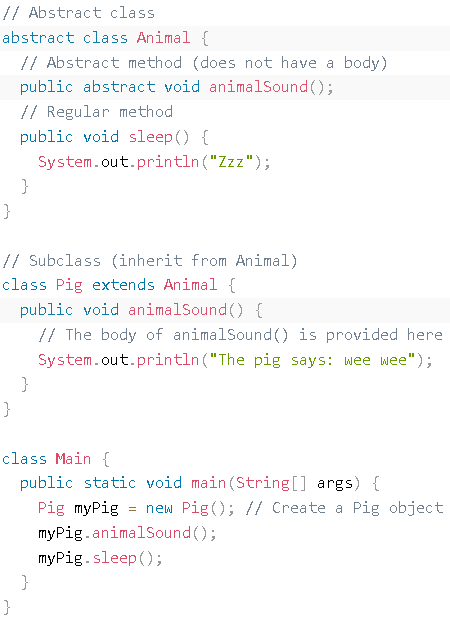 // Abstract class
abstract class Animal {
  // Abstract method (does not have a body)
  public abstract void animalSound();
  // Regular method
  public void sleep() {
    System.out.println("Zzz");
  }
}

// Subclass (inherit from Animal)
class Pig extends Animal {
  public void animalSound() {
    // The body of animalSound() is provided here
    System.out.println("The pig says: wee wee");
  }
}

class Main {
  public static void main(String[] args) {
    Pig myPig = new Pig(); // Create a Pig object
    myPig.animalSound();
    myPig.sleep();
  }
}